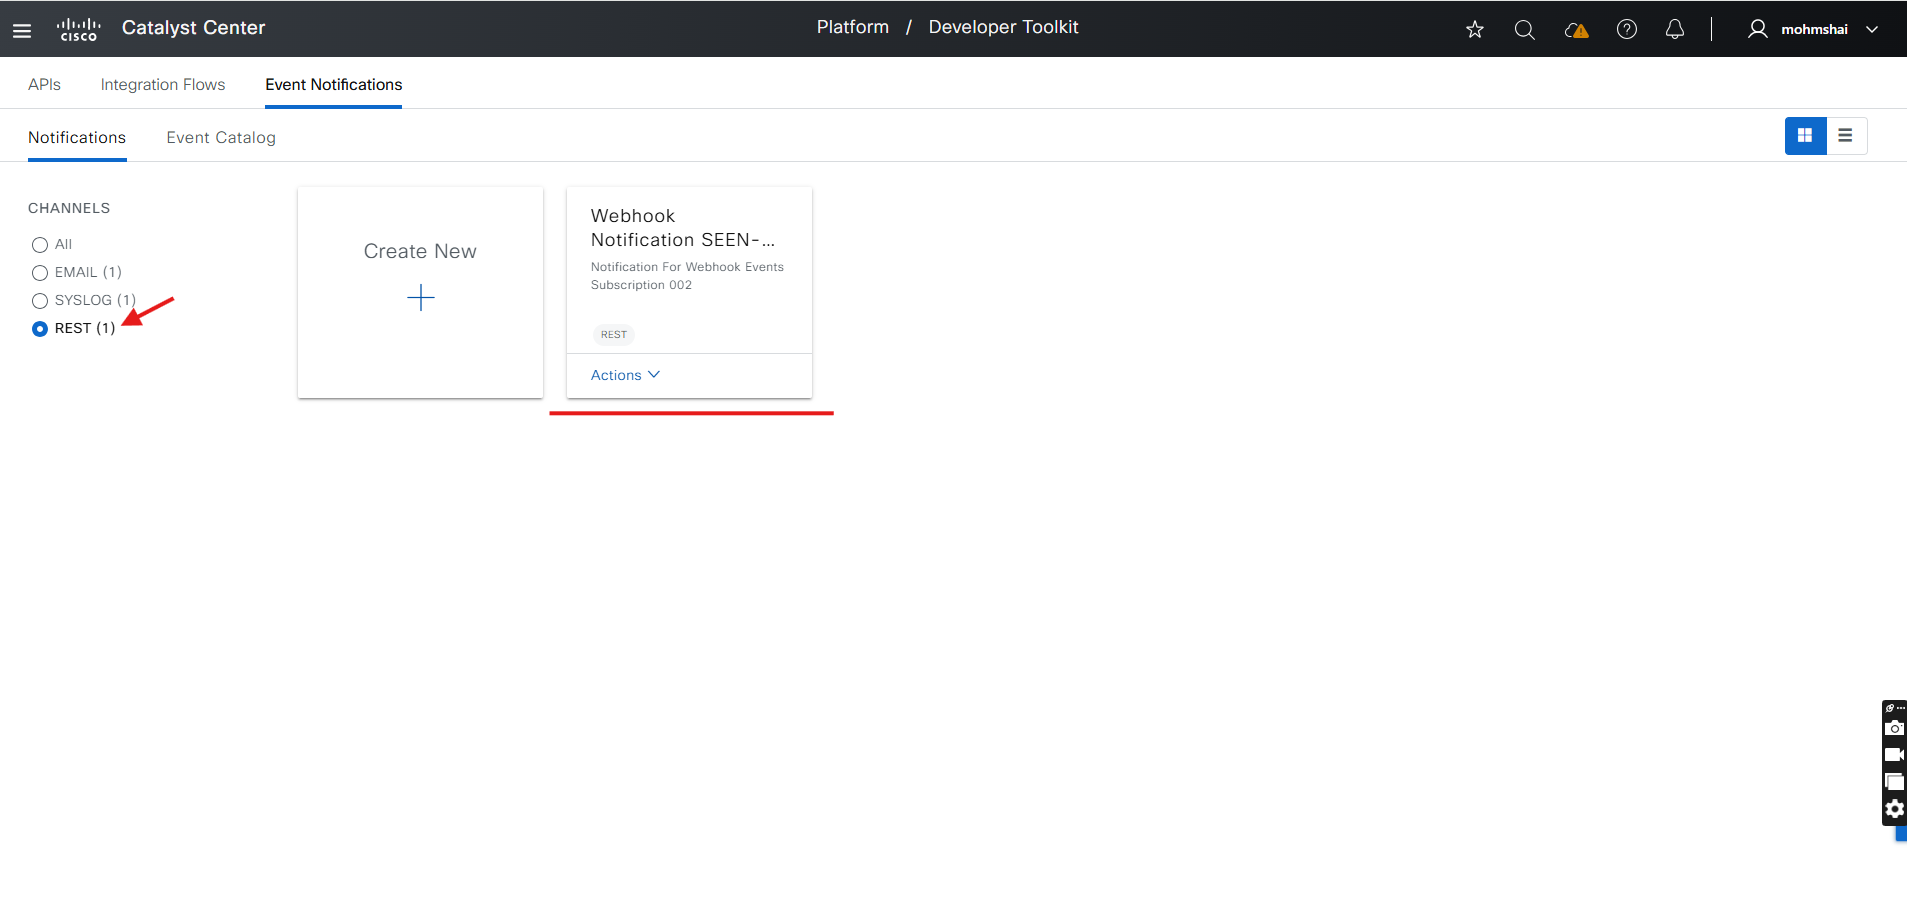 cisco Catalyst Center
Platform / Developer Toolkit
mohmshai
APIs Integration Flows Event Notifications
Notifications Event Catalog
CHANNELS
All
EMAIL (1)
SYSLOG (1)
REST (1)
Create New
Webhook
Notification SEEN-...
Notification For Webhook Events
Subscription 002
REST
Actions